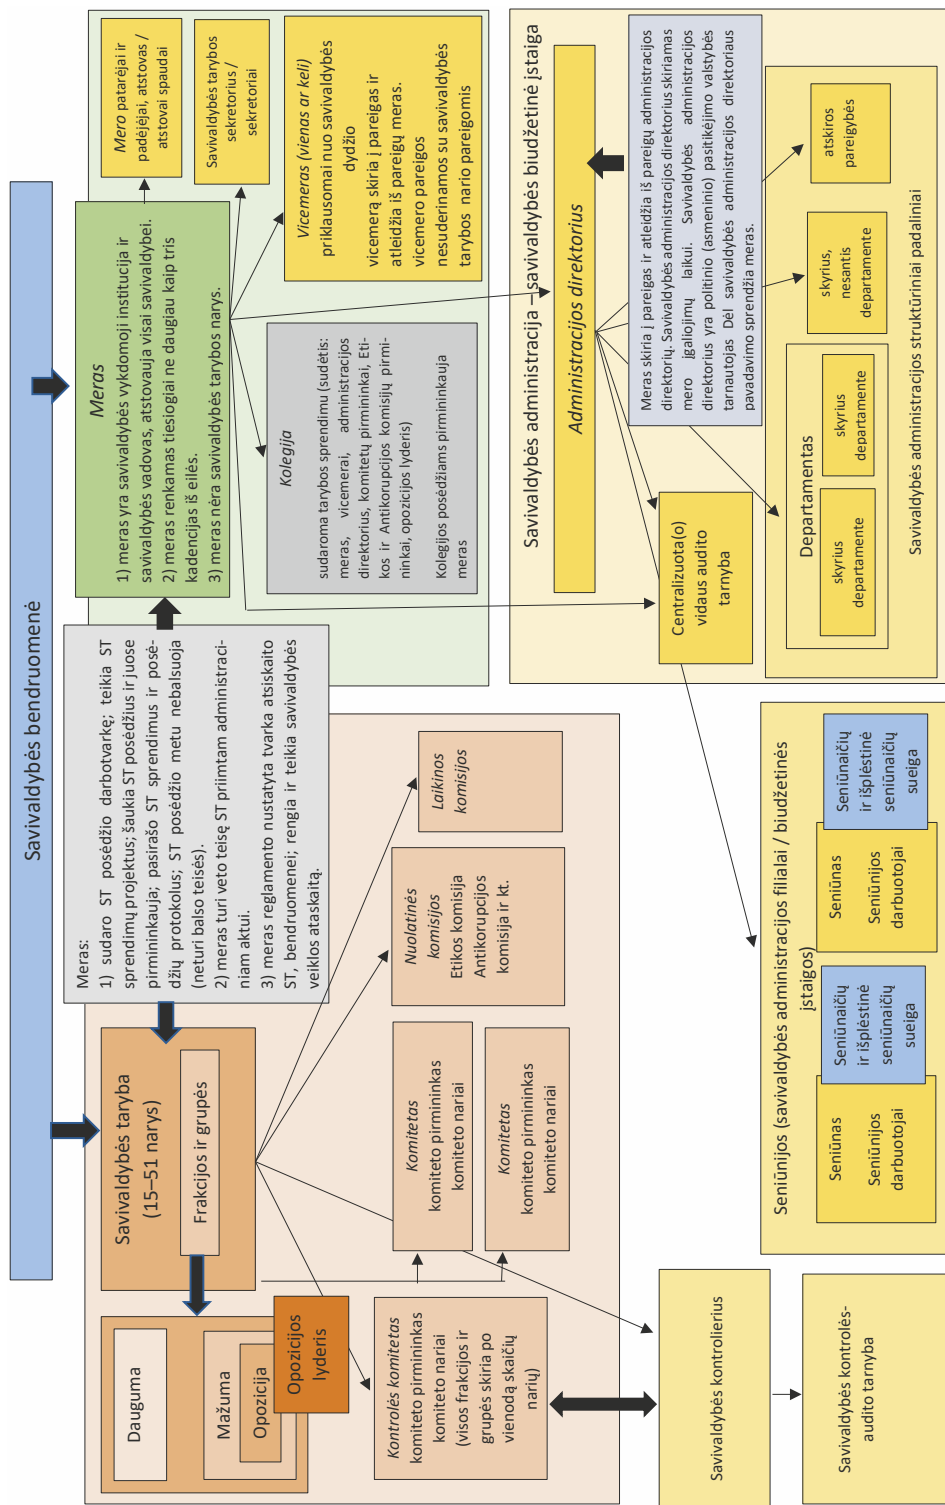 Savivaldybės bendruomenė
Dauguma
Mažuma
Opozicija
Opozicijos
lyderis
Savivaldybės taryba
(15–51 narys)
Frakcijos ir grupės
Meras:
1) sudaro ST posėdžio darbotvarkę; teikia ST
sprendimų projektus; šaukia ST posėdžius ir juose
pirmininkauja; pasirašo ST sprendimus ir posė-
džių protokolus; ST posėdžio metu nebalsuoja
(neturi balso teisės).
2) meras turi veto teisę ST priimtam administraci-
niam aktui.
3) meras reglamento nustatyta tvarka atsiskaito
ST, bendruomenei; rengia ir teikia savivaldybės
veiklos ataskaitą.
Meras
1) meras yra savivaldybės vykdomoji institucija ir
savivaldybės vadovas, atstovauja visai savivaldybei.
2) meras renkamas tiesiogiai ne daugiau kaip tris
kadencijas iš eilės.
3) meras nėra savivaldybės tarybos narys.
Mero patarėjai ir
padėjėjai, atstovas /
atstovai spaudai
Savivaldybės tarybos
sekretorius /
sekretoriai
Vicemeras (vienas ar keli)
priklausomai nuo savivaldybės
dydžio
vicemerą skiria į pareigas ir
atleidžia iš pareigų meras.
vicemero pareigos
nesuderinamos su savivaldybės
tarybos nario pareigomis
Kolegija
sudaroma tarybos sprendimu (sudėtis:
meras, vicemerai, administracijos
direktorius, komitetų pirmininkai, Eti-
kos ir Antikorupcijos komisijų pirmi-
ninkai, opozicijos lyderis)
Kolegijos posėdžiams pirmininkauja
meras
Kontrolės komitetas
komiteto pirmininkas
komiteto nariai
(visos frakcijos ir
grupės skiria po
vienodą skaičių
narių)
Komitetas
komiteto pirmininkas
komiteto nariai
Komitetas
komiteto pirmininkas
komiteto nariai
Nuolatinės
komisijos
Etikos komisija
Antikorupcijos
komisija ir kt.
Laikinos
komisijos
Savivaldybės kontrolierius
Savivaldybės kontrolės-
audito tarnyba
Seniūnijos (savivaldybės administracijos filialai / biudžetinės
įstaigos)
Seniūnas
Seniūnijos
darbuotojai
Seniūnaičių
ir išplėstinė
seniūnaičių
sueiga
Seniūnas
Seniūnijos
darbuotojai
Seniūnaičių
ir išplėstinė
seniūnaičių
sueiga
Savivaldybės administracija – savivaldybės biudžetinė įstaiga
Administracijos direktorius
Meras skiria į pareigas ir atleidžia iš pareigų administracijos
direktorių. Savivaldybės administracijos direktorius skiriamas
mero įgaliojimų laikui. Savivaldybės administracijos
direktorius yra politinio (asmeninio) pasitikėjimo valstybės
tarnautojas Dėl savivaldybės administracijos direktoriaus
pavadavimo sprendžia meras.
Centralizuota(o)
vidaus audito
tarnyba
Departamentas
skyrius
departamente
skyrius
departamente
skyrius,
nesantis
departamente
atskiros
pareigybės
Savivaldybės administracijos struktūriniai padaliniai